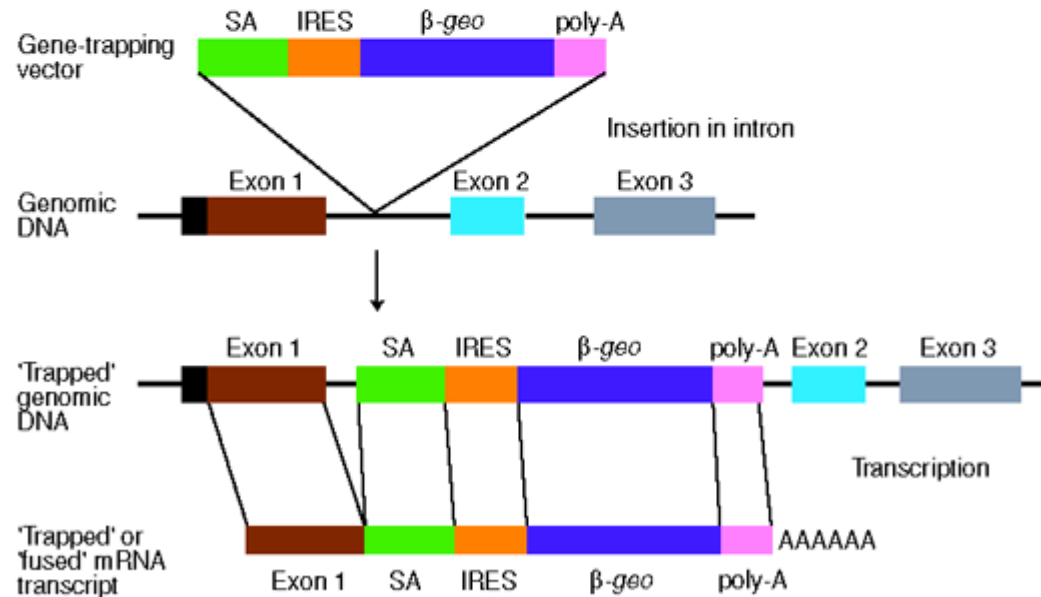 SA IRES β-geo poly-A
Gene-trapping
vector
Insertion in intron
Exon 1 Exon 2 Exon 3
Genomic
DNA
Exon 1 SA IRES β-geo poly-A Exon 2 Exon 3
'Trapped'
genomic
DNA
Transcription
'Trapped' or
'fused' mRNA
transcript
AAAAAA
Exon 1 SA IRES β-geo poly-A